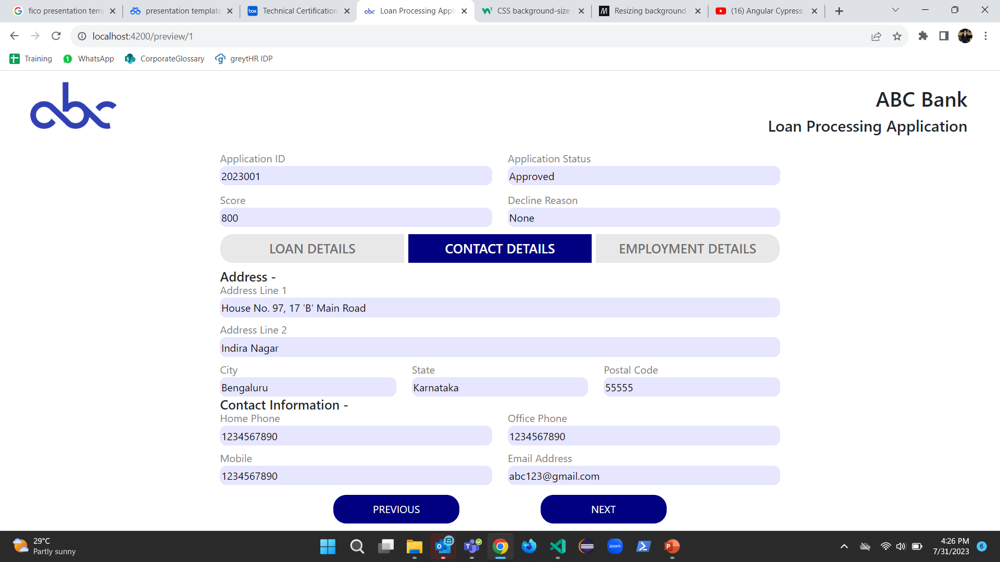 fico presentation temp
presentation template
box
Technical Certification
abc
Loan Processing Appli
CSS background-size
Resizing background
(16) Angular Cypress:
localhost:4200/preview/1
Training
WhatsApp
CorporateGlossary
greytHR IDP
abc
ABC Bank
Loan Processing Application
Application ID
Application Status
2023001
Approved
Score
Decline Reason
800
None
LOAN DETAILS
CONTACT DETAILS
EMPLOYMENT DETAILS
Address -
Address Line 1
House No. 97, 17 'B' Main Road
Address Line 2
Indira Nagar
City
State
Postal Code
Bengaluru
Karnataka
55555
Contact Information -
Home Phone
Office Phone
1234567890
1234567890
Mobile
Email Address
1234567890
abc123@gmail.com
PREVIOUS
NEXT
29°C
Partly sunny
zoom
4:26 PM
7/31/2023
6